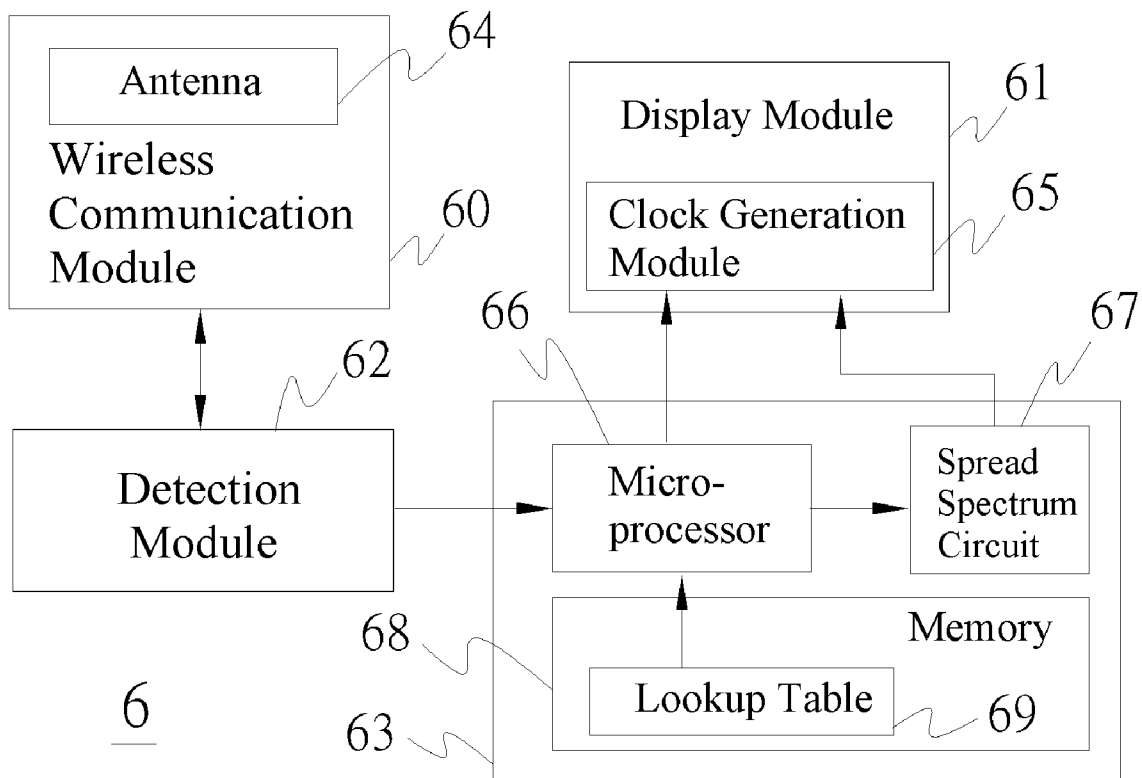 64
Antenna
Wireless
Communication
Module
60
61
Display Module
65
Clock Generation
Module
66
67
62
Detection
Module
Micro-
processor
Spread
Spectrum
Circuit
68
Memory
Lookup Table
69
6
63